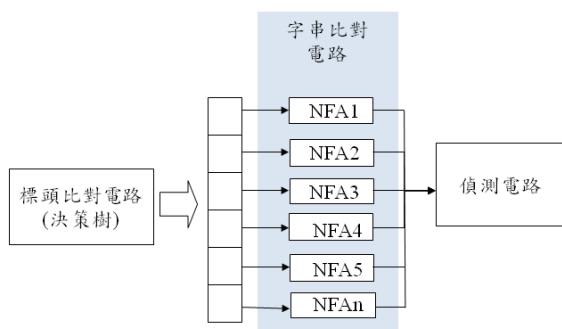 字串比對
電路
NFA1
NFA2
標頭比對電路
(決策樹)
NFA3
偵測電路
NFA4
NFA5
NFAn